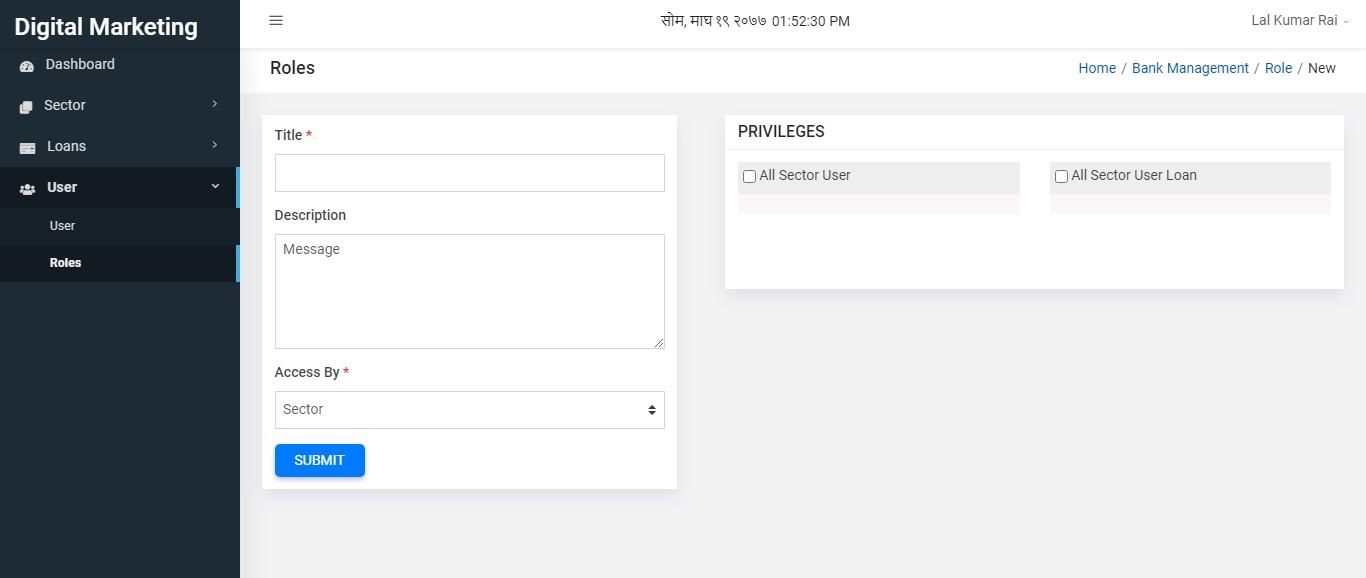 Digital Marketing
सोम, माघ १९ २०७७ 01:52:30 PM
Lal Kumar Rai
Dashboard
Sector
Loans
User
User
Roles
Roles
Home / Bank Management / Role / New
Title *
Description
Message
Access By *
Sector
SUBMIT
PRIVILEGES
All Sector User
All Sector User Loan